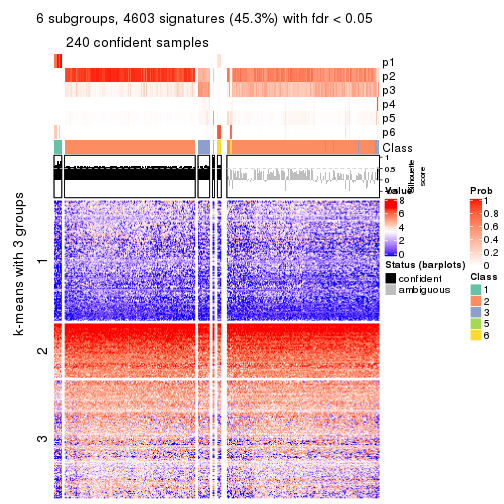 6 subgroups, 4603 signatures (45.3%) with fdr < 0.05
240 confident samples
p1
p2
p3
p4
p5
p6
Class
1
0.5
0
Silhouette
score
k-means with 3 groups
1
2
3
Value
8
6
4
2
0
Status (barplots)
confident
ambiguous
Prob
1
0.8
0.6
0.4
0.2
0
Class
1
2
3
5
6